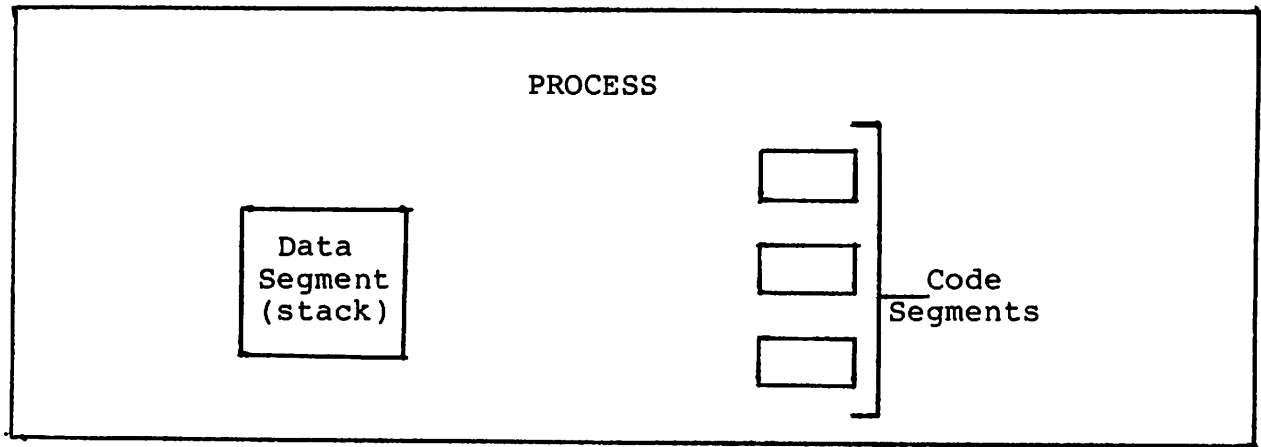 PROCESS
Data
Segment
(stack)
Code
Segments